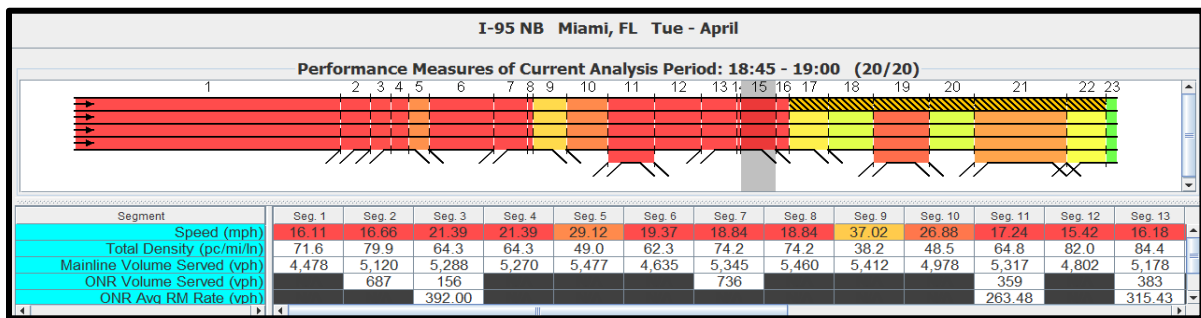 I-95 NB Miami, FL Tue - April
Performance Measures of Current Analysis Period: 18:45 - 19:00 (20/20)
1 2 3 4 5 6 7 8 9 10 11 12 13 15 16 17 18 19 20 21 22 23
Segment Seg. 1 Seg. 2 Seg. 3 Seg. 4 Seg. 5 Seg. 6 Seg. 7 Seg. 8 Seg. 9 Seg. 10 Seg. 11 Seg. 12 Seg. 13
Speed (mph) 16.11 16.66 21.39 21.39 29.12 19.37 18.84 18.84 37.02 26.88 17.24 15.42 16.18
Total Density (pc/mi/ln) 71.6 79.9 64.3 64.3 49.0 62.3 74.2 74.2 38.2 48.5 64.8 82.0 84.4
Mainline Volume Served (vph) 4,478 5,120 5,288 5,270 5,477 4,635 5,345 5,460 5,412 4,978 5,317 4,802 5,178
ONR Volume Served (vph) 687 156 736 359 383
ONR Avg RM Rate (vph) 392.00 263.48 315.43